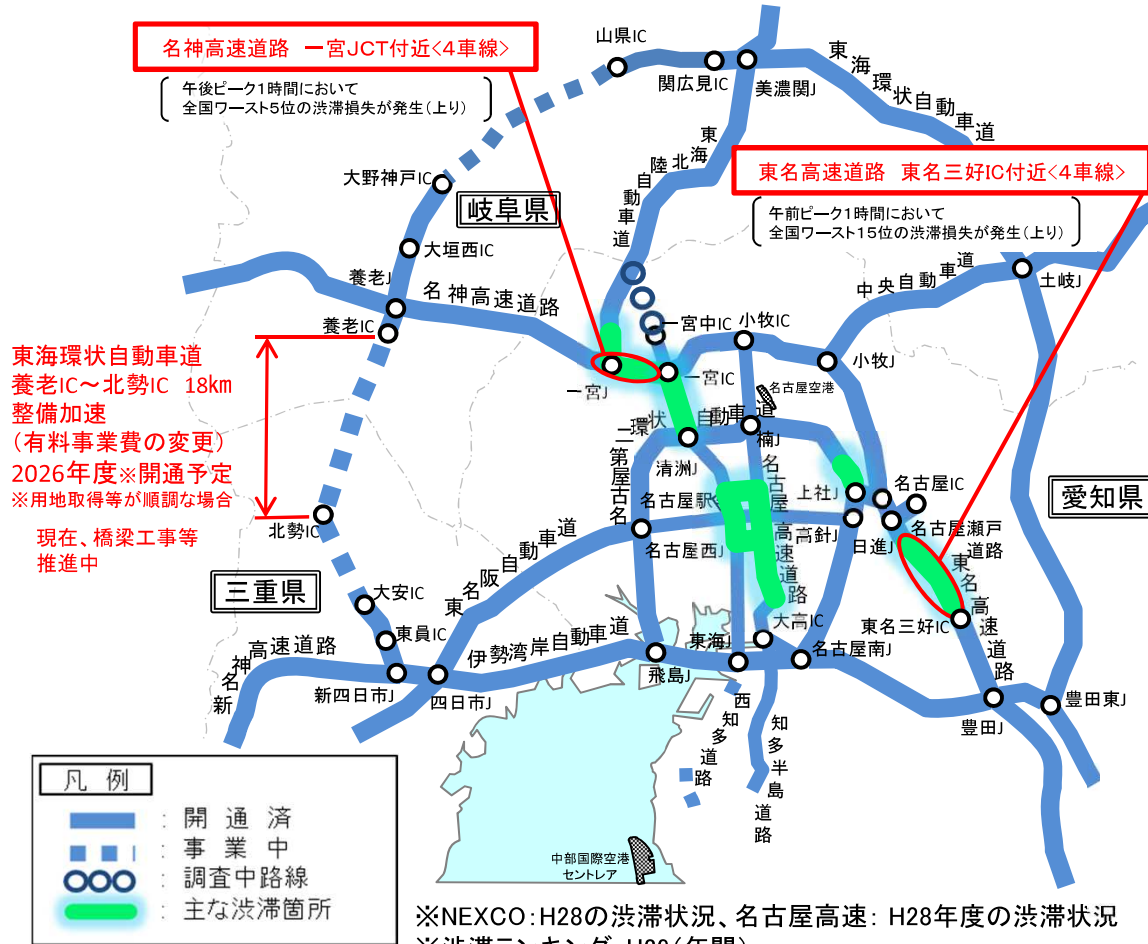 名神高速道路 一宮JCT付近<4車線>
午後ピーク1時間において
全国ワースト5位の渋滞損失が発生(上り)
山県IC
関広見IC
美濃関J
東海環状自動車道
東海北陸自動車道
東名高速道路 東名三好IC付近<4車線>
午前ピーク1時間において
全国ワースト15位の渋滞損失が発生(上り)
大野神戸IC
岐阜県
大垣西IC
養老J
名神高速道路
養老IC
中央自動車道
土岐J
一宮中IC
小牧IC
小牧J
一宮J
一宮IC
名古屋空港
東海環状自動車道
養老IC～北勢IC 18km
整備加速
(有料事業費の変更)
2026年度※開通予定
※用地取得等が順調な場合
現在、橋梁工事等
推進中
北勢IC
名古屋第二環状自動車道
楠J
清洲J
名古屋高速道路
名古屋駅
上社J
名古屋IC
愛知県
名古屋西J
高針J
日進J
名古屋瀬戸道路
東名高速道路
東名阪自動車道
三重県
大安IC
東員IC
東名三好IC
大高IC
東海J
名古屋南J
新名神高速道路
伊勢湾岸自動車道
飛島J
新四日市J
四日市J
豊田J
豊田東J
西知多道路
知多半島道路
中部国際空港
セントレア
凡例
: 開通済
: 事業中
: 調査中路線
: 主な渋滞箇所
※NEXCO:H28の渋滞状況、名古屋高速: H28年度の渋滞状況